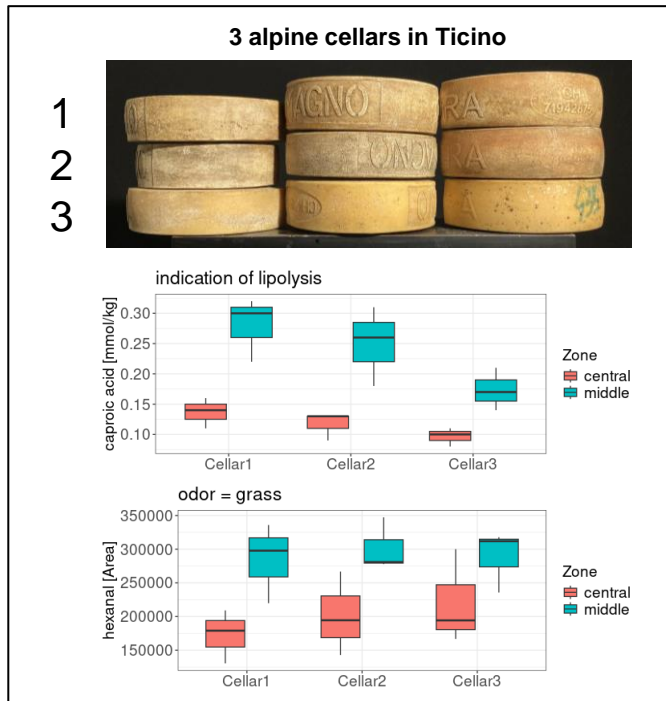 3 alpine cellars in Ticino
1
2
3
MAGNO
RA
CH
RA
indication of lipolysis
caproic acid [mmol/kg]
0.30
0.25
0.20
0.15
0.10
Cellar1
Cellar2
Cellar3
Zone
central
middle
odor = grass
hexanal [Area]
350000
300000
250000
200000
150000
Cellar1
Cellar2
Cellar3
Zone
central
middle